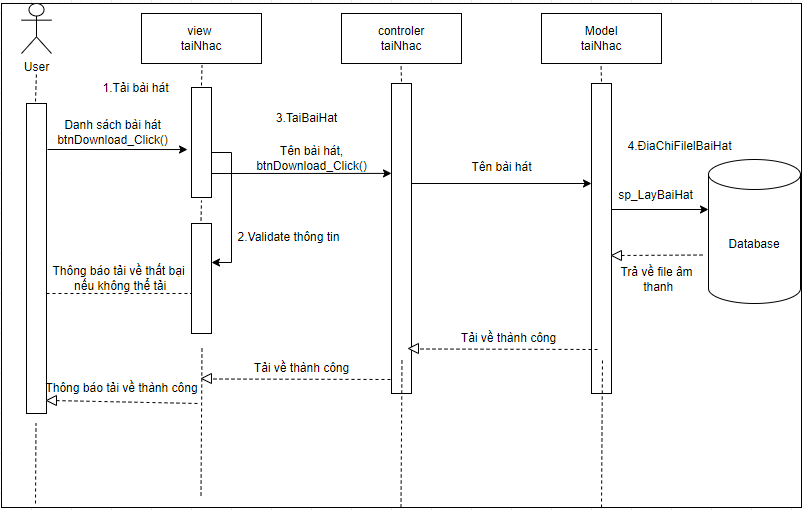 view
taiNhac
controler
taiNhac
Model
taiNhac
User
1.Tải bài hát
Danh sách bài hát
btnDownload_Click()
3.TaiBaiHat
Tên bài hát,
btnDownload_Click()
Tên bài hát
4.ĐiaChiFilelBaiHat
sp_LayBaiHat
Database
2.Validate thông tin
Thông báo tải về thất bại
nếu không thể tải
Trả về file âm
thanh
Tải về thành công
Tải về thành công
Thông báo tải về thành công